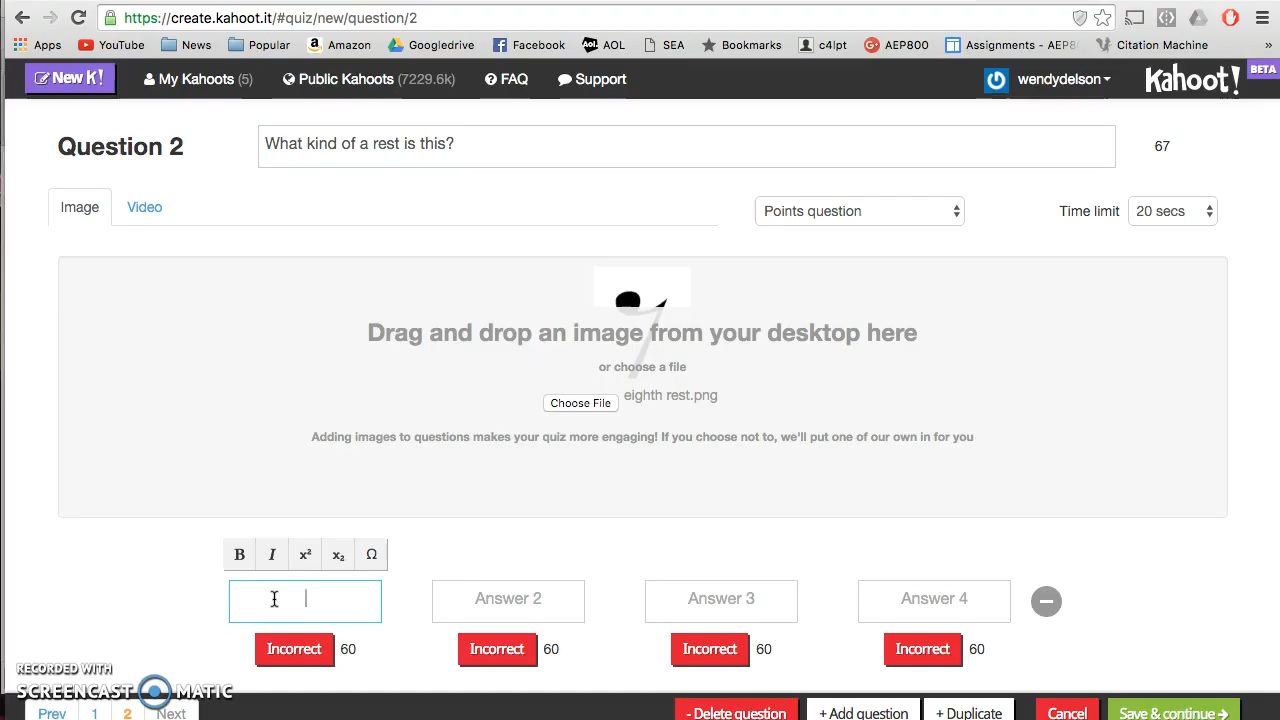 https://create.kahoot.it/#quiz/new/question/2
Apps YouTube News Popular Amazon Googledrive Facebook Aol. AOL SEA Bookmarks c4lpt AEP800 Assignments - AEP8 Citation Machine »
New K! My Kahoots (5) Public Kahoots (7229.6k) FAQ Support wendydelson Kahoot! BETA
Question 2 What kind of a rest is this? 67
Image Video Points question Time limit 20 secs
Drag and drop an image from your desktop here
or choose a file
Choose File eighth rest.png
Adding images to questions makes your quiz more engaging! If you choose not to, we'll put one of our own in for you
B I x² x₂ Ω
Answer 2 Answer 3 Answer 4
Incorrect 60 Incorrect 60 Incorrect 60 Incorrect 60
RECORDED WITH
SCREENCAST MATIC
Prev 1 2 Next - Delete question + Add question + Duplicate Cancel Save & continue →